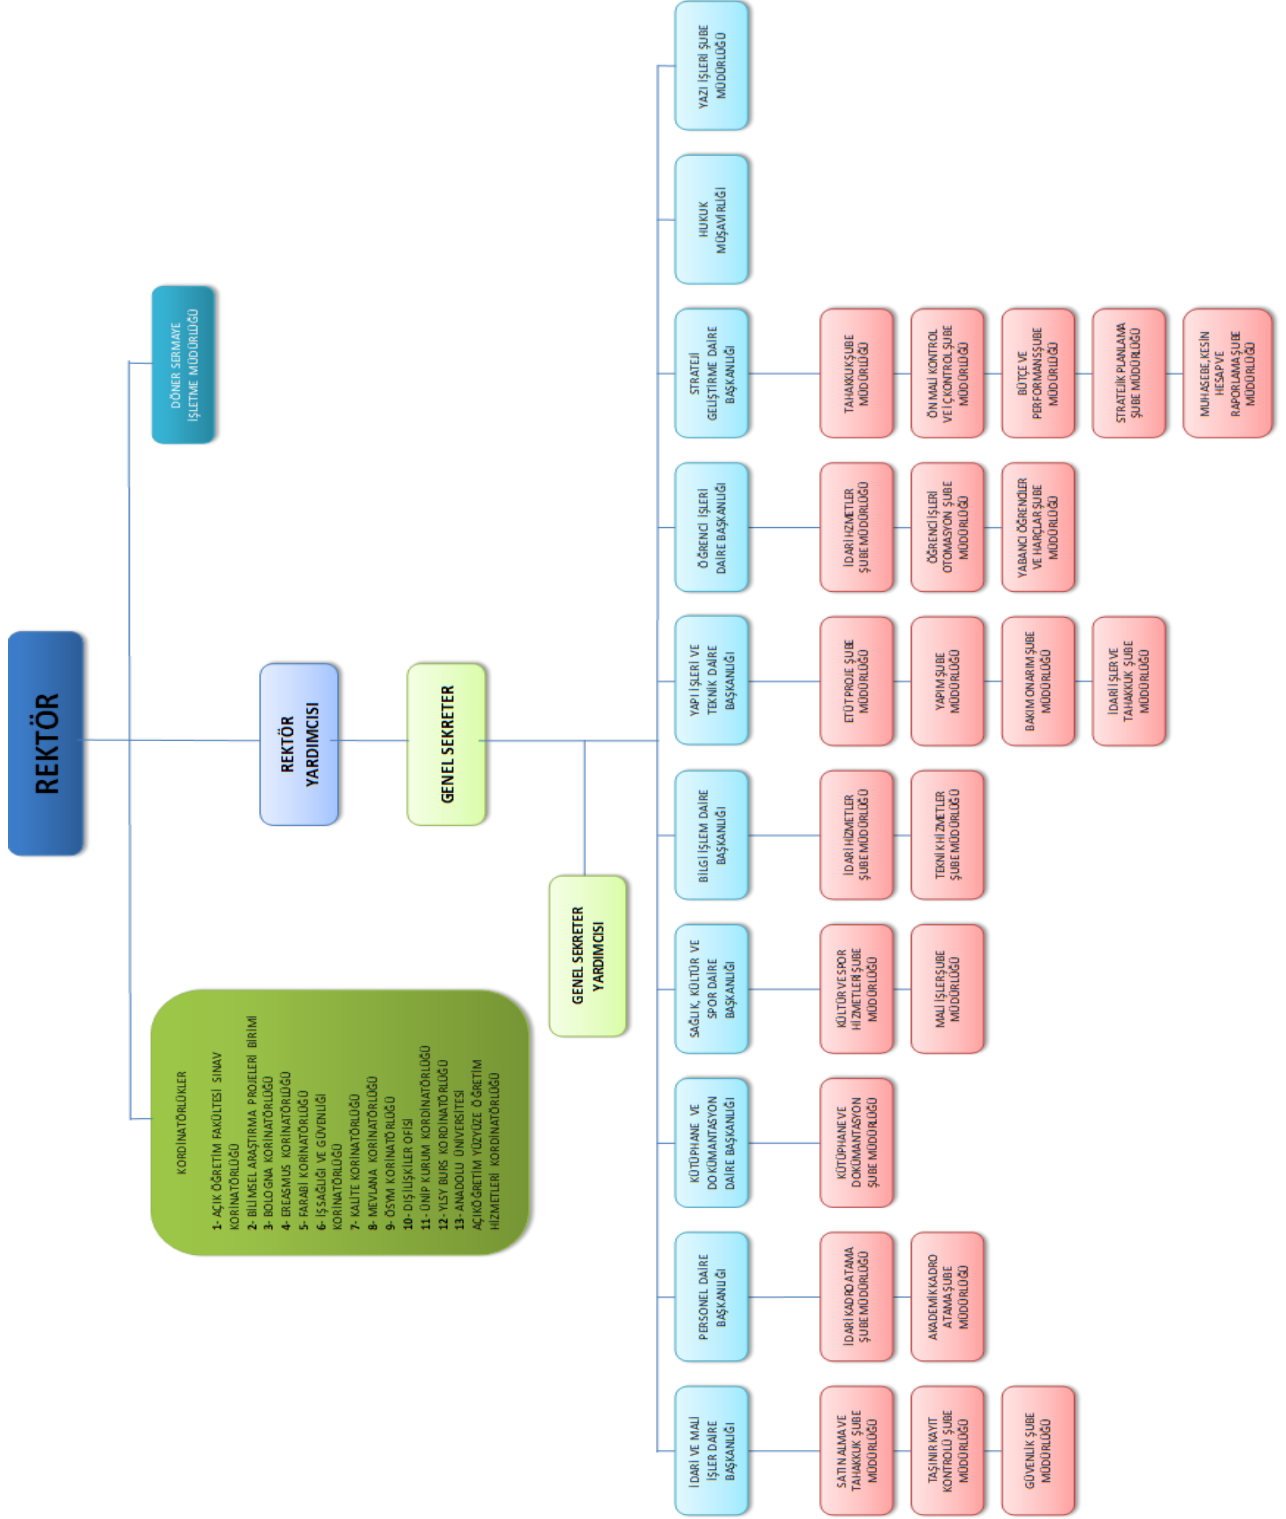 REKTÖR
DÖNER SERMAYE
İŞLETME MÜDÜRLÜĞÜ
REKTÖR
YARDIMCISI
GENEL SEKRETER
GENEL SEKRETER
YARDIMCISI
KORDİNATÖRLÜKLER
1- AÇIK ÖĞRETİM FAKÜLTESİ SINAV
KORİNATÖRLÜĞÜ
2- BİLİMSEL ARAŞTIRMA PROJELERİ BİRİMİ
3- BOLOGNA KORİNATÖRLÜĞÜ
4- EREASMUS KORİNATÖRLÜĞÜ
5- FARABİ KORİNATÖRLÜĞÜ
6- İŞ SAĞLIĞI VE GÜVENLİĞİ
KORİNATÖRLÜĞÜ
7- KALİTE KORİNATÖRLÜĞÜ
8- MEVLANA KORİNATÖRLÜĞÜ
9- ÖSYM KORİNATÖRLÜĞÜ
10- DIŞ İLİŞKİLER OFİSİ
11- ÜNİP KURUM KORDİNATÖRLÜĞÜ
12- YLSY BURS KORDİNATÖRLÜĞÜ
13- ANADOLU ÜNİVERSİTESİ
AÇIKÖĞRETİM YÜZYÜZE ÖĞRETİM
HİZMETLERİ KORDİNATÖRLÜĞÜ
İDARİ VE MALİ
İŞLER DAİRE
BAŞKANLIĞI
PERSONEL DAİRE
BAŞKANLIĞI
KÜTÜPHANE VE
DOKÜMANTASYON
DAİRE BAŞKANLIĞI
SAĞLIK, KÜLTÜR VE
SPOR DAİRE
BAŞKANLIĞI
BİLGİ İŞLEM DAİRE
BAŞKANLIĞI
YAPI İŞLERİ VE
TEKNİK DAİRE
BAŞKANLIĞI
ÖĞRENCİ İŞLERİ
DAİRE BAŞKANLIĞI
STRATEJİ
GELİŞTİRME DAİRE
BAŞKANLIĞI
HUKUK
MÜŞAVİRLİĞİ
YAZI İŞLERİ ŞUBE
MÜDÜRLÜĞÜ
SATIN ALMA VE
TAHAKKUK ŞUBE
MÜDÜRLÜĞÜ
TAŞINIR KAYIT
KONTROLÜ ŞUBE
MÜDÜRLÜĞÜ
GÜVENLİK ŞUBE
MÜDÜRLÜĞÜ
İDARİ KADRO ATAMA
ŞUBE MÜDÜRLÜĞÜ
AKADEMİK KADRO
ATAMA ŞUBE
MÜDÜRLÜĞÜ
KÜTÜPHANE VE
DOKÜMANTASYON
ŞUBE MÜDÜRLÜĞÜ
KÜLTÜR VE SPOR
HİZMETLERİ ŞUBE
MÜDÜRLÜĞÜ
MALİ İŞLER ŞUBE
MÜDÜRLÜĞÜ
İDARİ HİZMETLER
ŞUBE MÜDÜRLÜĞÜ
TEKNİK HİZMETLER
ŞUBE MÜDÜRLÜĞÜ
ETÜT PROJE ŞUBE
MÜDÜRLÜĞÜ
YAPIM ŞUBE
MÜDÜRLÜĞÜ
BAKIM ONARIM ŞUBE
MÜDÜRLÜĞÜ
İDARİ İŞLER VE
TAHAKKUK ŞUBE
MÜDÜRLÜĞÜ
İDARİ HZMETLER
ŞUBE MÜDÜRLÜĞÜ
ÖĞRENCİ İŞLERİ
OTOMASYON ŞUBE
MÜDÜRLÜĞÜ
YABANCI ÖĞRENCİLER
VE HARÇLAR ŞUBE
MÜDÜRLÜĞÜ
TAHAKKUK ŞUBE
MÜDÜRLÜĞÜ
ÖN MALİ KONTROL
VE İÇ KONTROL ŞUBE
MÜDÜRLÜĞÜ
BÜTÇE VE
PERFORMANS ŞUBE
MÜDÜRLÜĞÜ
STRATEJİK PLANLAMA
ŞUBE MÜDÜRLÜĞÜ
MUHASEBE, KESİN
HESAP VE
RAPORLAMA ŞUBE
MÜDÜRLÜĞÜ